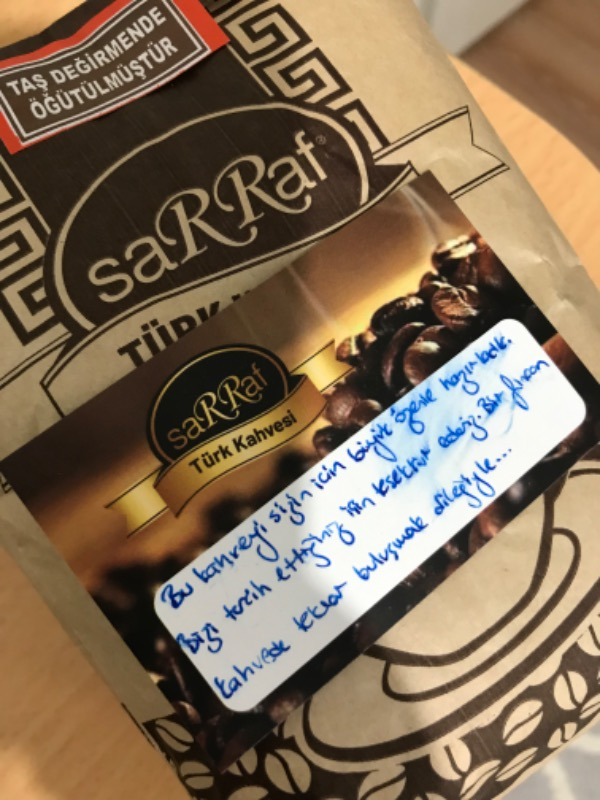 TAŞ DEĞİRMENDE
ÖĞÜTÜLMÜŞTÜR
saRRaf®
TÜRK
saRRaf
Türk Kahvesi
Bu kahveyi sizin için büyük özenle hazırladık.
Bizi tercih ettiğiniz için teşekkür ederiz. Bir fincan
kahvede tekrar buluşmak dileğiyle...